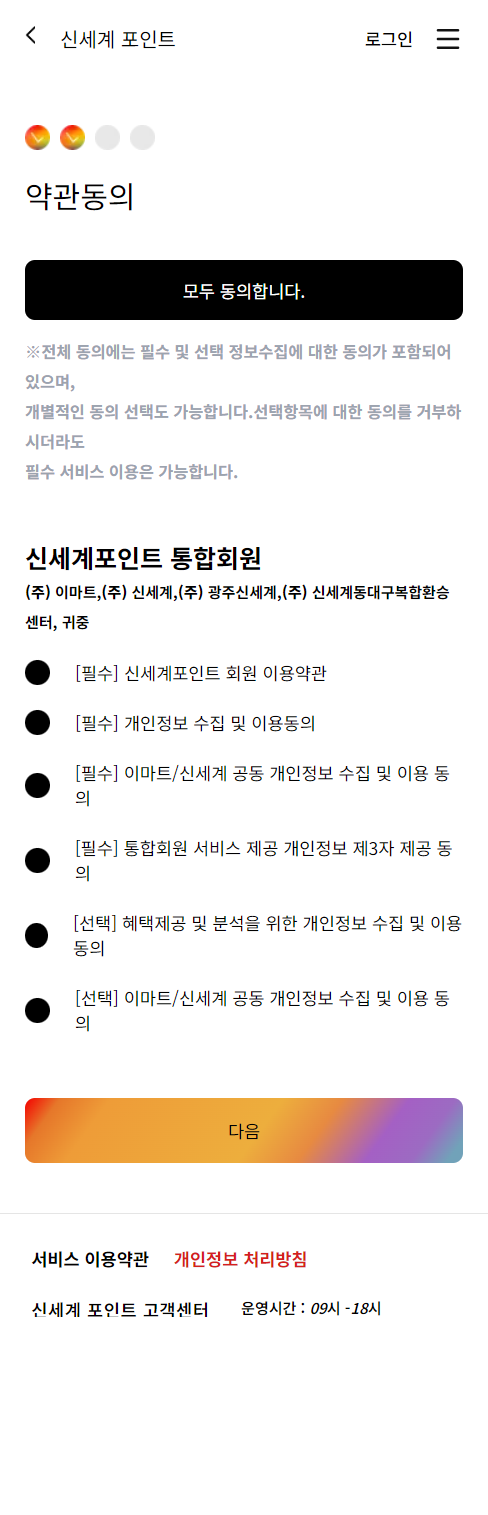 신세계 포인트
로그인
약관동의
모두 동의합니다.
※전체 동의에는 필수 및 선택 정보수집에 대한 동의가 포함되어
있으며,
개별적인 동의 선택도 가능합니다.선택항목에 대한 동의를 거부하
시더라도
필수 서비스 이용은 가능합니다.
신세계포인트 통합회원
(주) 이마트,(주) 신세계,(주) 광주신세계,(주) 신세계동대구복합환승
센터, 귀중
[필수] 신세계포인트 회원 이용약관
[필수] 개인정보 수집 및 이용동의
[필수] 이마트/신세계 공동 개인정보 수집 및 이용 동
의
[필수] 통합회원 서비스 제공 개인정보 제3자 제공 동
의
[선택] 혜택제공 및 분석을 위한 개인정보 수집 및 이용
동의
[선택] 이마트/신세계 공동 개인정보 수집 및 이용 동
의
다음
서비스 이용약관 개인정보 처리방침
신세계 포인트 고객센터 운영시간 : 09시 -18시